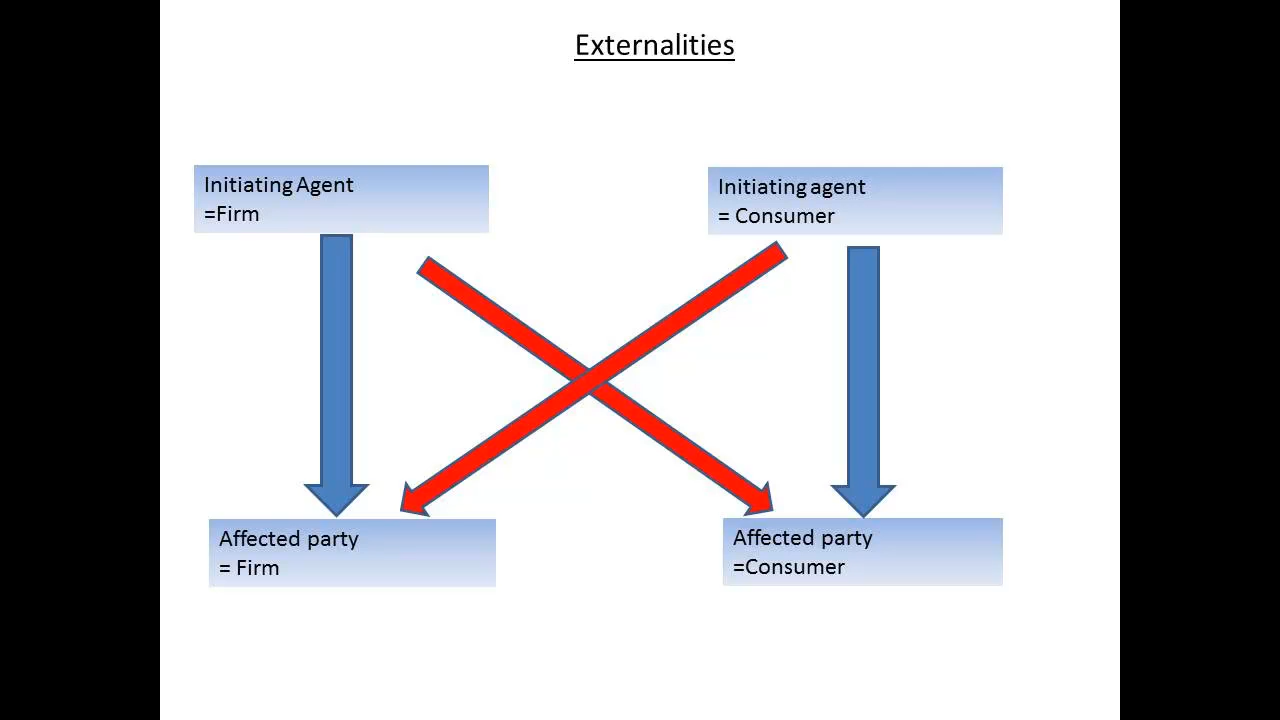 Externalities
Initiating Agent
=Firm
Initiating agent
= Consumer
Affected party
= Firm
Affected party
=Consumer